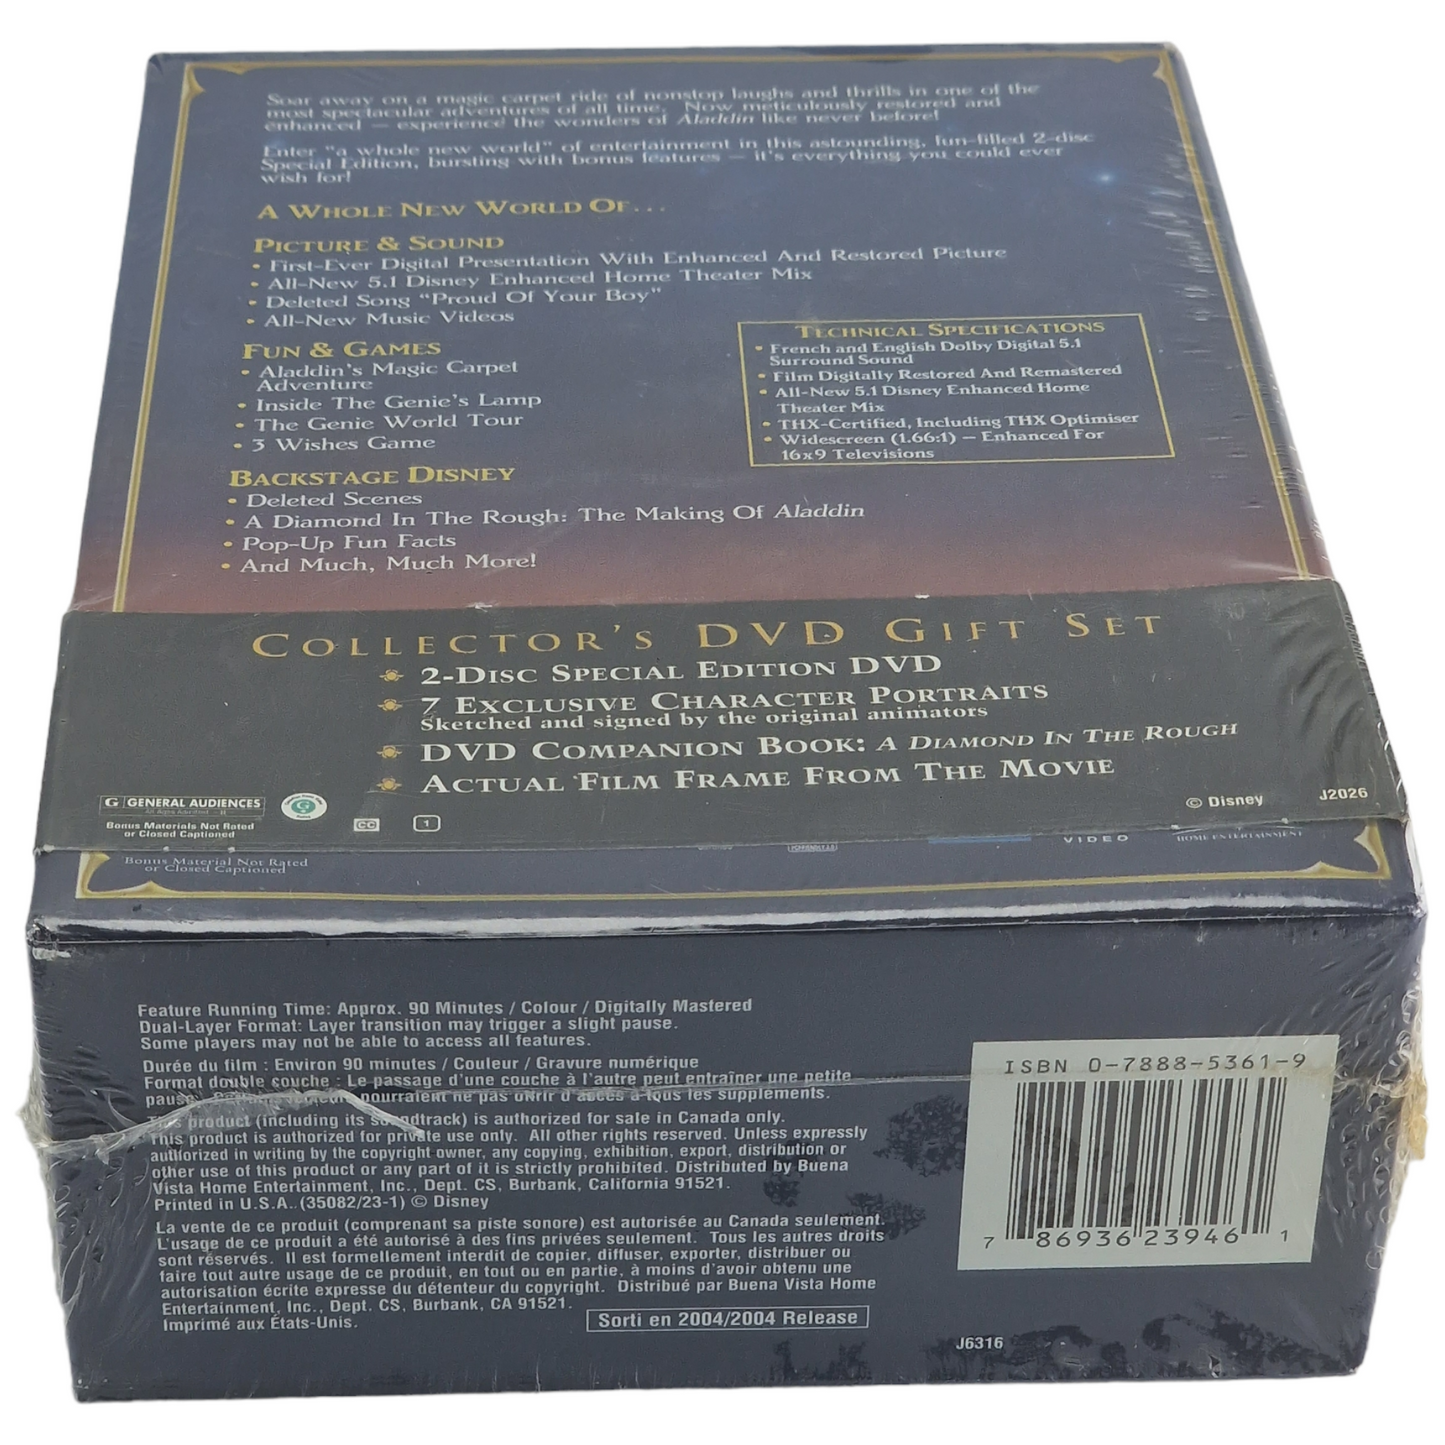 Soar away on a magic carpet ride of nonstop laughs and thrills in one of the
most spectacular adventures of all time. Now meticulously restored and
enhanced — experience the wonders of Aladdin like never before!
Enter "a whole new world" of entertainment in this astounding, fun-filled 2-disc
Special Edition, bursting with bonus features — it's everything you could ever
wish for!
A WHOLE NEW WORLD OF...
PICTURE & SOUND
• First-Ever Digital Presentation With Enhanced And Restored Picture
• All-New 5.1 Disney Enhanced Home Theater Mix
• Deleted Song "Proud Of Your Boy"
• All-New Music Videos
FUN & GAMES
• Aladdin's Magic Carpet
Adventure
• Inside The Genie's Lamp
• The Genie World Tour
• 3 Wishes Game
BACKSTAGE DISNEY
• Deleted Scenes
• A Diamond In The Rough: The Making Of Aladdin
• Pop-Up Fun Facts
• And Much, Much More!
TECHNICAL SPECIFICATIONS
• French and English Dolby Digital 5.1
Surround Sound
• Film Digitally Restored And Remastered
• All-New 5.1 Disney Enhanced Home
Theater Mix
• THX-Certified, Including THX Optimiser
• Widescreen (1.66:1) — Enhanced For
16x9 Televisions
COLLECTOR'S DVD GIFT SET
2-DISC SPECIAL EDITION DVD
7 EXCLUSIVE CHARACTER PORTRAITS
Sketched and signed by the original animators
DVD COMPANION BOOK: A DIAMOND IN THE ROUGH
ACTUAL FILM FRAME FROM THE MOVIE
G GENERAL AUDIENCES
Bonus Materials Not Rated
or Closed Captioned
G
CC
1
© Disney
J2026
Bonus Material Not Rated
or Closed Captioned
VIDEO
HOME ENTERTAINMENT
Feature Running Time: Approx. 90 Minutes / Colour / Digitally Mastered
Dual-Layer Format: Layer transition may trigger a slight pause.
Some players may not be able to access all features.
Durée du film : Environ 90 minutes / Couleur / Gravure numérique
Format double couche : Le passage d'une couche à l'autre peut entraîner une petite
pause. lecteurs pourraient ne pas offrir d'accès à tous les suppléments.
This product (including its soundtrack) is authorized for sale in Canada only.
This product is authorized for private use only. All other rights reserved. Unless expressly
authorized in writing by the copyright owner, any copying, exhibition, export, distribution or
other use of this product or any part of it is strictly prohibited. Distributed by Buena
Vista Home Entertainment, Inc., Dept. CS, Burbank, California 91521.
Printed in U.S.A. (35082/23-1) © Disney
La vente de ce produit (comprenant sa piste sonore) est autorisée au Canada seulement.
L'usage de ce produit a été autorisé à des fins privées seulement. Tous les autres droits
sont réservés. Il est formellement interdit de copier, diffuser, exporter, distribuer ou
faire tout autre usage de ce produit, en tout ou en partie, à moins d'avoir obtenu une
autorisation écrite expresse du détenteur du copyright. Distribué par Buena Vista Home
Entertainment, Inc., Dept. CS, Burbank, CA 91521.
Imprimé aux États-Unis.
Sorti en 2004/2004 Release
ISBN 0-7888-5361-9
7 86936 23946 1
J6316